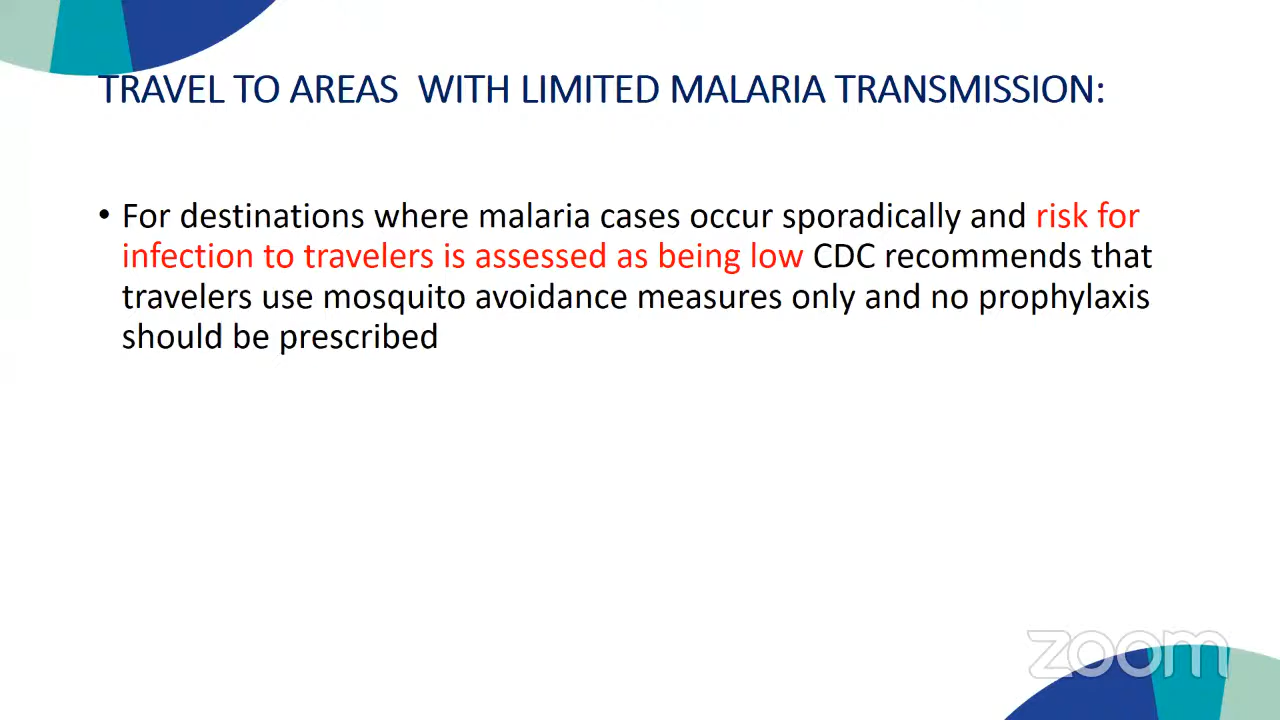 TRAVEL TO AREAS  WITH LIMITED MALARIA TRANSMISSION:
• For destinations where malaria cases occur sporadically and risk for
infection to travelers is assessed as being low CDC recommends that
travelers use mosquito avoidance measures only and no prophylaxis
should be prescribed
zoom